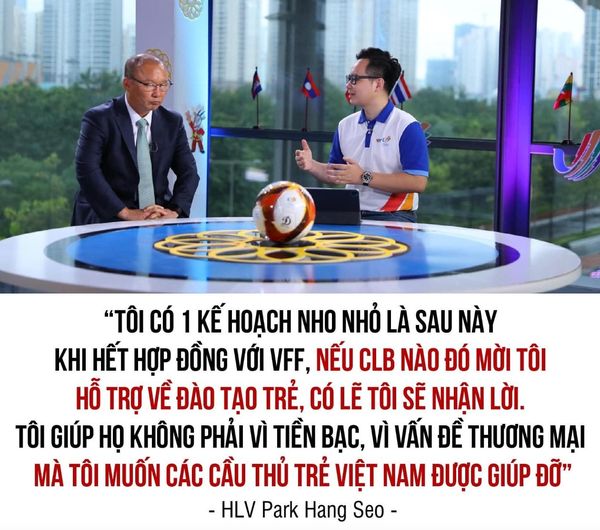 “TÔI CÓ 1 KẾ HOẠCH NHO NHỎ LÀ SAU NÀY
KHI HẾT HỢP ĐỒNG VỚI VFF, NẾU CLB NÀO ĐÓ MỜI TÔI
HỖ TRỢ VỀ ĐÀO TẠO TRẺ, CÓ LẼ TÔI SẼ NHẬN LỜI.
TÔI GIÚP HỌ KHÔNG PHẢI VÌ TIỀN BẠC, VÌ VẤN ĐỀ THƯƠNG MẠI
MÀ TÔI MUỐN CÁC CẦU THỦ TRẺ VIỆT NAM ĐƯỢC GIÚP ĐỠ”
- HLV Park Hang Seo -